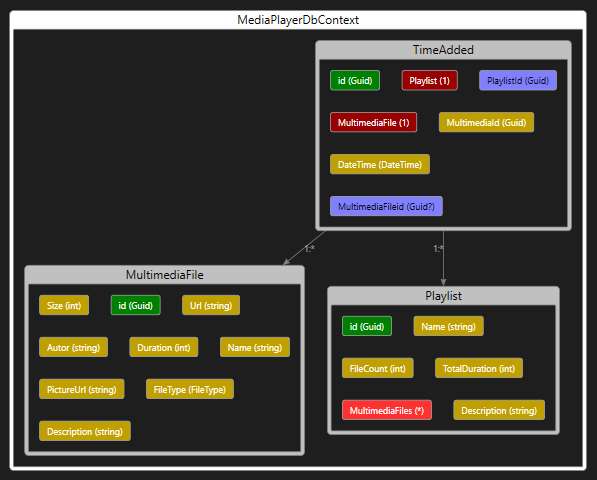 MediaPlayerDbContext
TimeAdded
id (Guid) Playlist (1) PlaylistId (Guid)
MultimediaFile (1) MultimediaId (Guid)
DateTime (DateTime)
MultimediaFileid (Guid?)
1:* 1:*
MultimediaFile
Size (int) id (Guid) Url (string)
Autor (string) Duration (int) Name (string)
PictureUrl (string) FileType (FileType)
Description (string)
Playlist
id (Guid) Name (string)
FileCount (int) TotalDuration (int)
MultimediaFiles (*) Description (string)